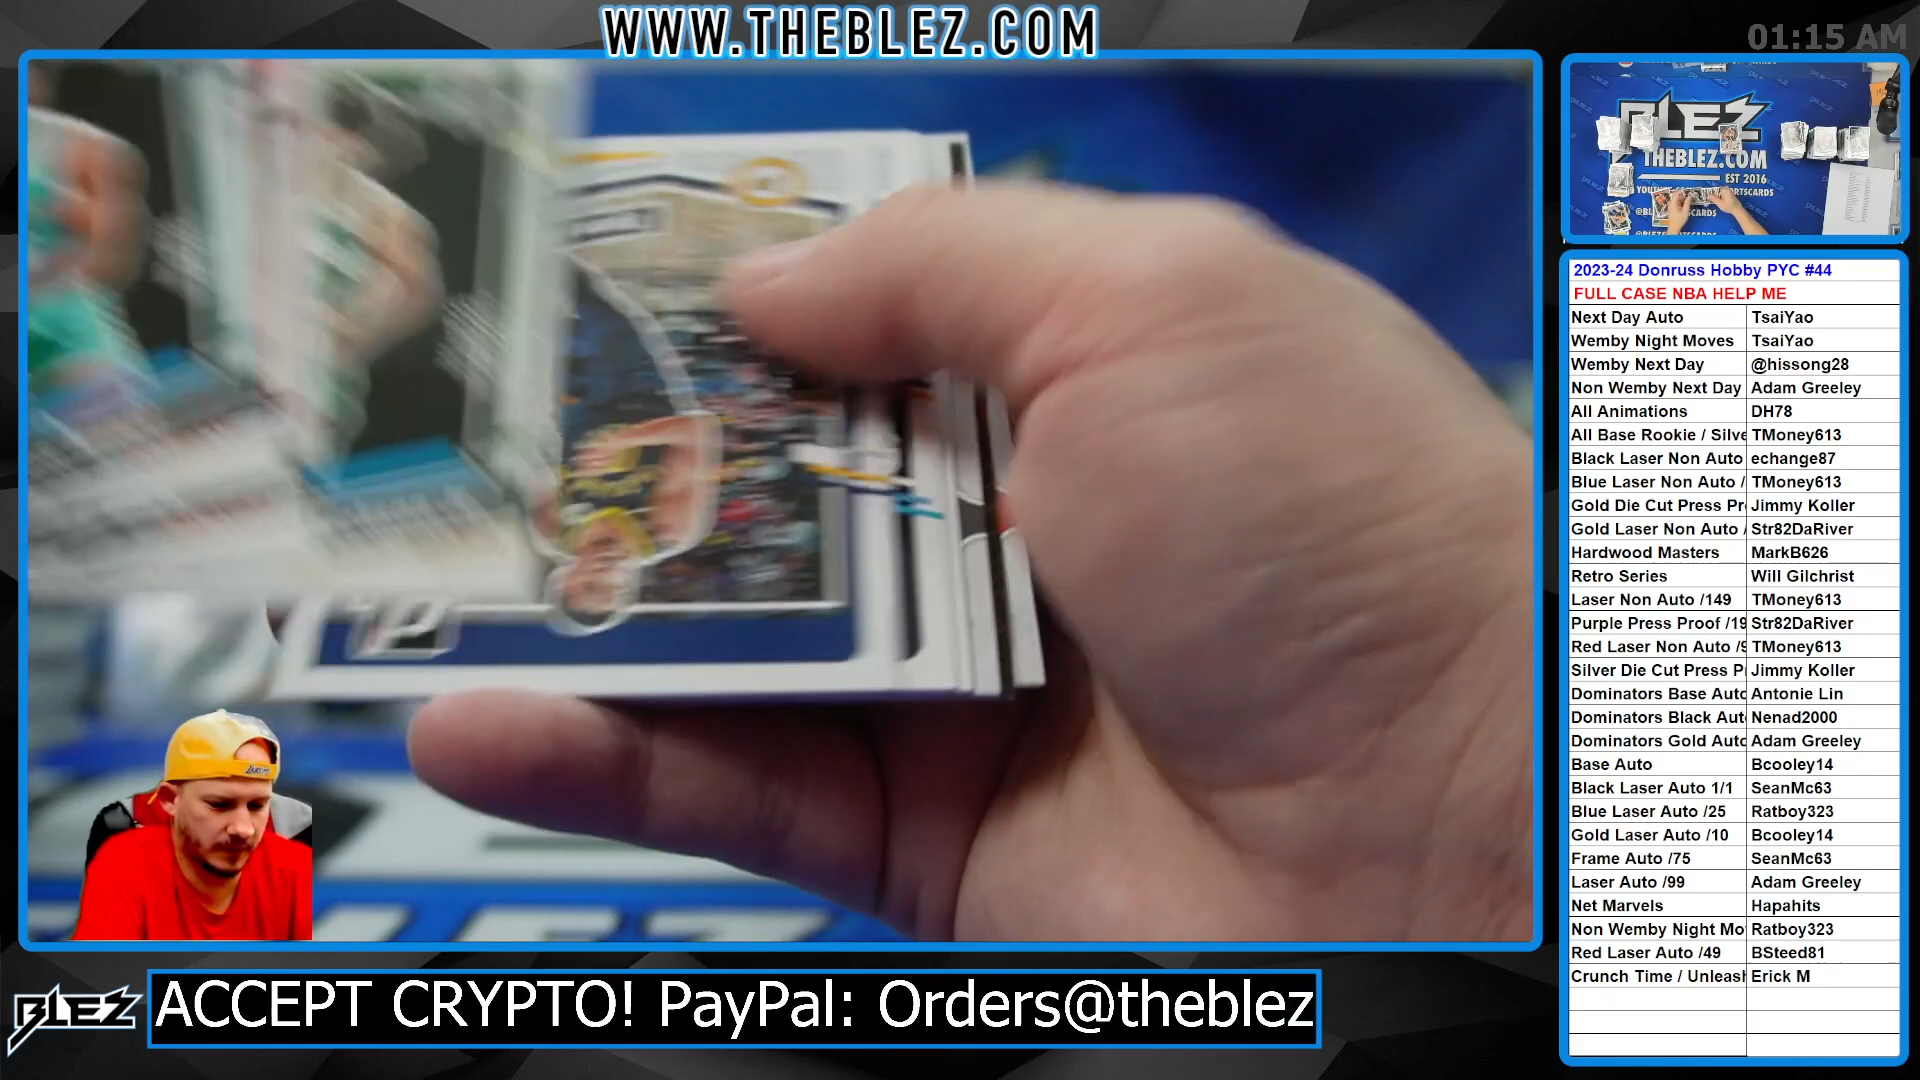 WWW.THEBLEZ.COM
01:15 AM
BLEZ
THEBLEZ.COM
EST 2016
2023-24 Donruss Hobby PYC #44
FULL CASE NBA HELP ME
Next Day Auto TsaiYao
Wemby Night Moves TsaiYao
Wemby Next Day @hissong28
Non Wemby Next Day Adam Greeley
All Animations DH78
All Base Rookie / Silve TMoney613
Black Laser Non Auto echange87
Blue Laser Non Auto / TMoney613
Gold Die Cut Press Pr Jimmy Koller
Gold Laser Non Auto / Str82DaRiver
Hardwood Masters MarkB626
Retro Series Will Gilchrist
Laser Non Auto /149 TMoney613
Purple Press Proof /19 Str82DaRiver
Red Laser Non Auto /9 TMoney613
Silver Die Cut Press P Jimmy Koller
Dominators Base Auto Antonie Lin
Dominators Black Aut Nenad2000
Dominators Gold Auto Adam Greeley
Base Auto Bcooley14
Black Laser Auto 1/1 SeanMc63
Blue Laser Auto /25 Ratboy323
Gold Laser Auto /10 Bcooley14
Frame Auto /75 SeanMc63
Laser Auto /99 Adam Greeley
Net Marvels Hapahits
Non Wemby Night Mo Ratboy323
Red Laser Auto /49 BSteed81
Crunch Time / Unleash Erick M
BLEZ
ACCEPT CRYPTO! PayPal: Orders@theblez